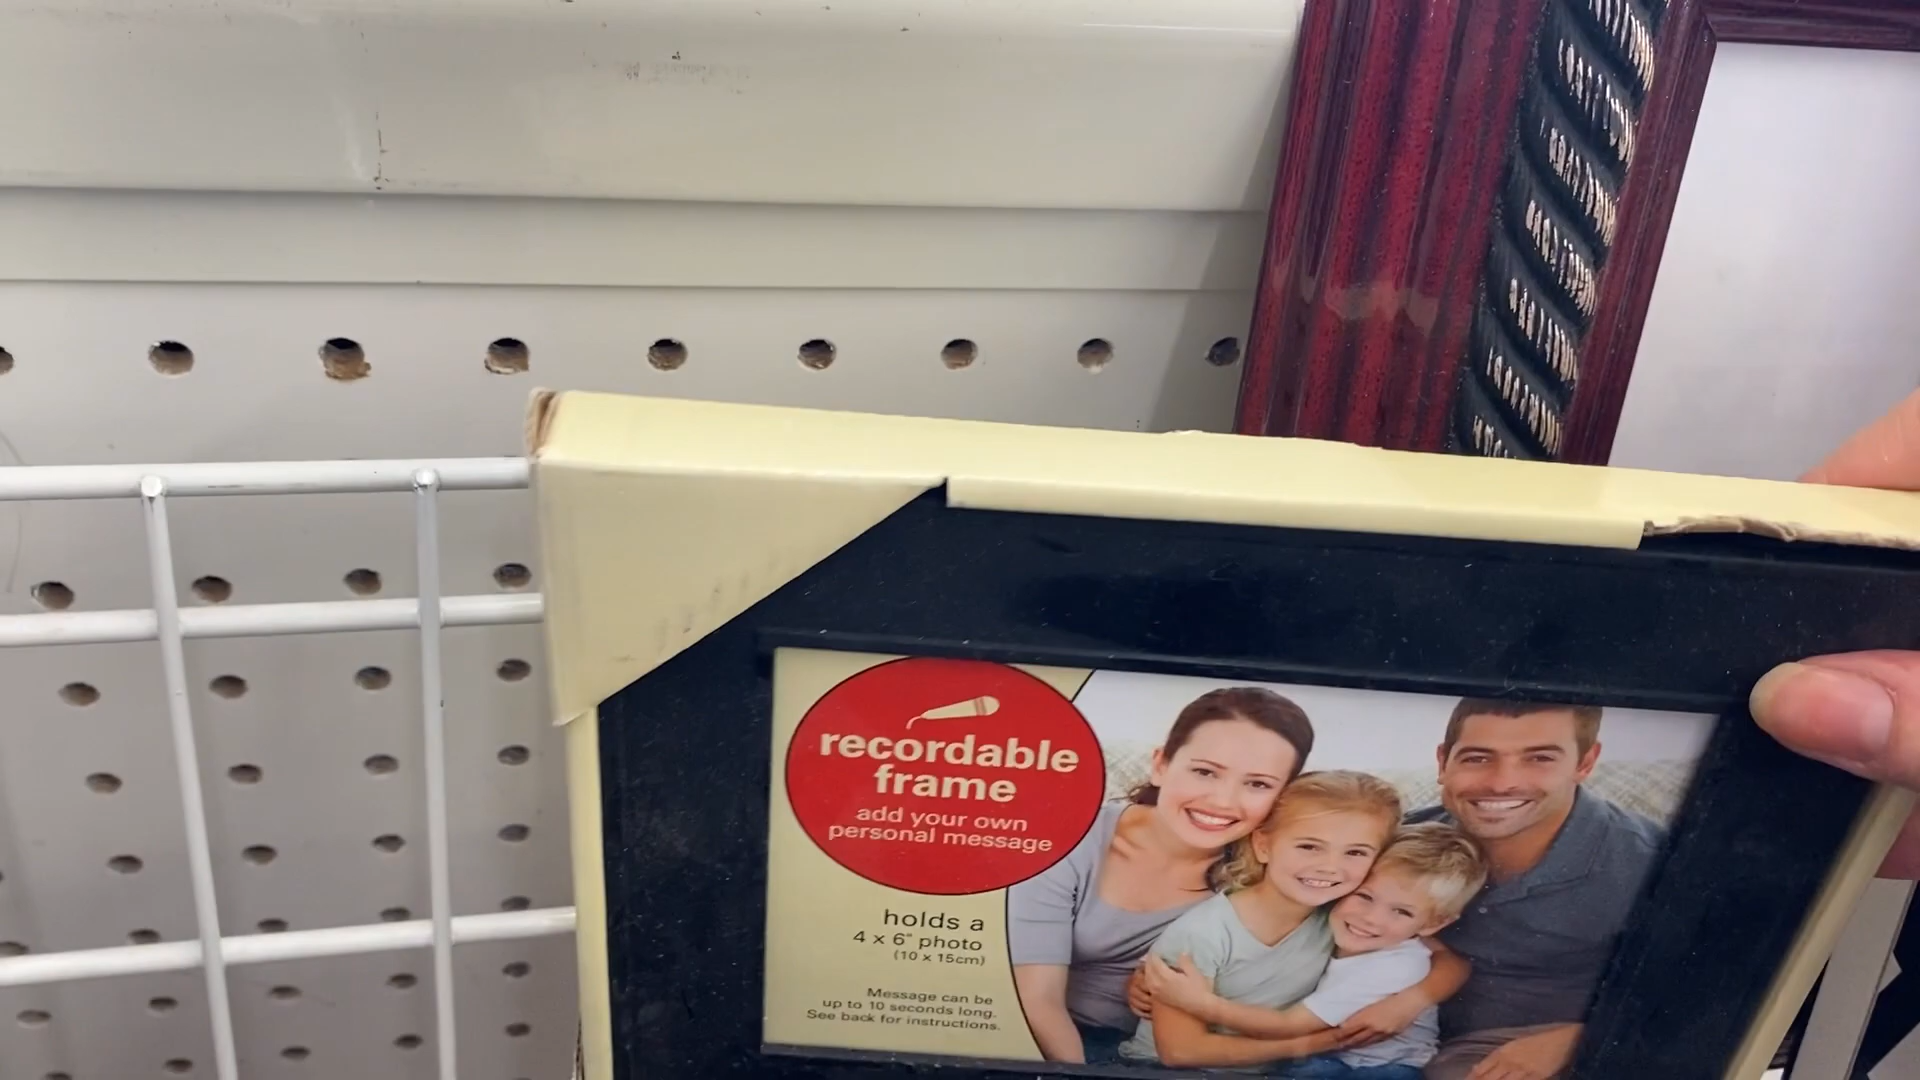 recordable
frame
add your own
personal message
holds a
4 x 6" photo
(10 x 15cm)
Message can be
up to 10 seconds long.
See back for instructions.